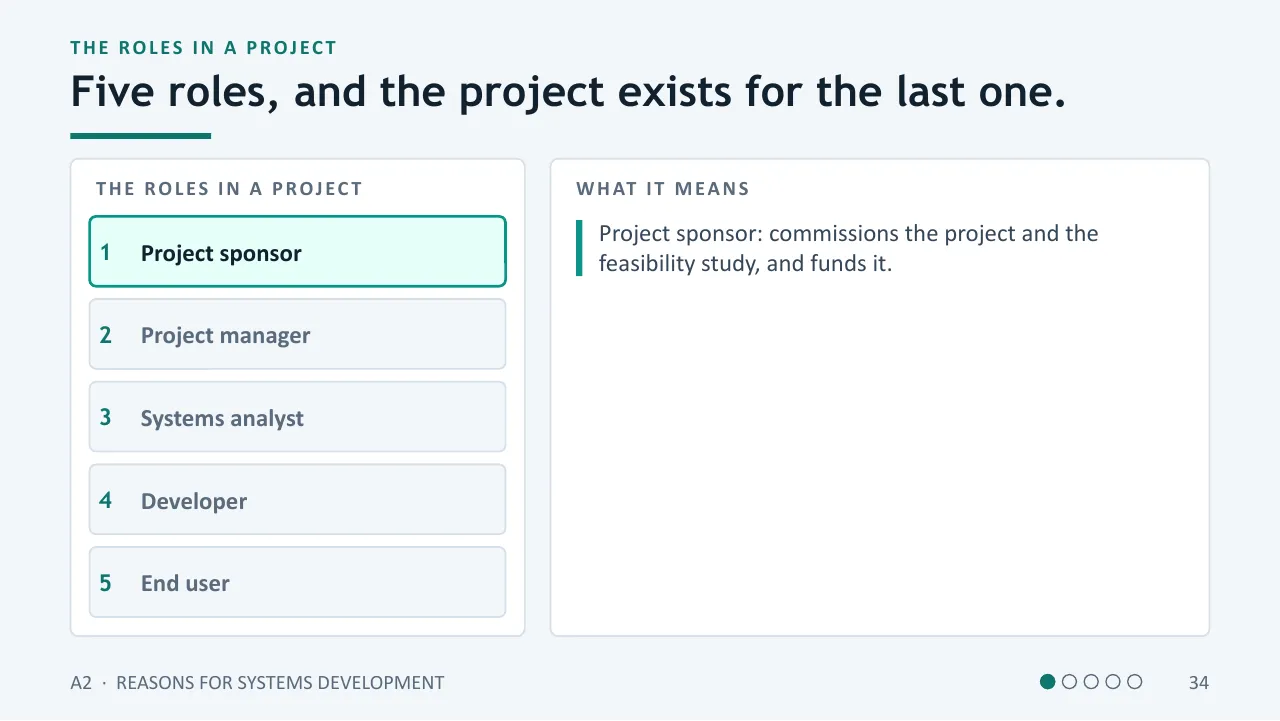 THE ROLES IN A PROJECT
Five roles, and the project exists for the last one.
THE ROLES IN A PROJECT
1 Project sponsor
2 Project manager
3 Systems analyst
4 Developer
5 End user
WHAT IT MEANS
Project sponsor: commissions the project and the
feasibility study, and funds it.
A2 · REASONS FOR SYSTEMS DEVELOPMENT
34